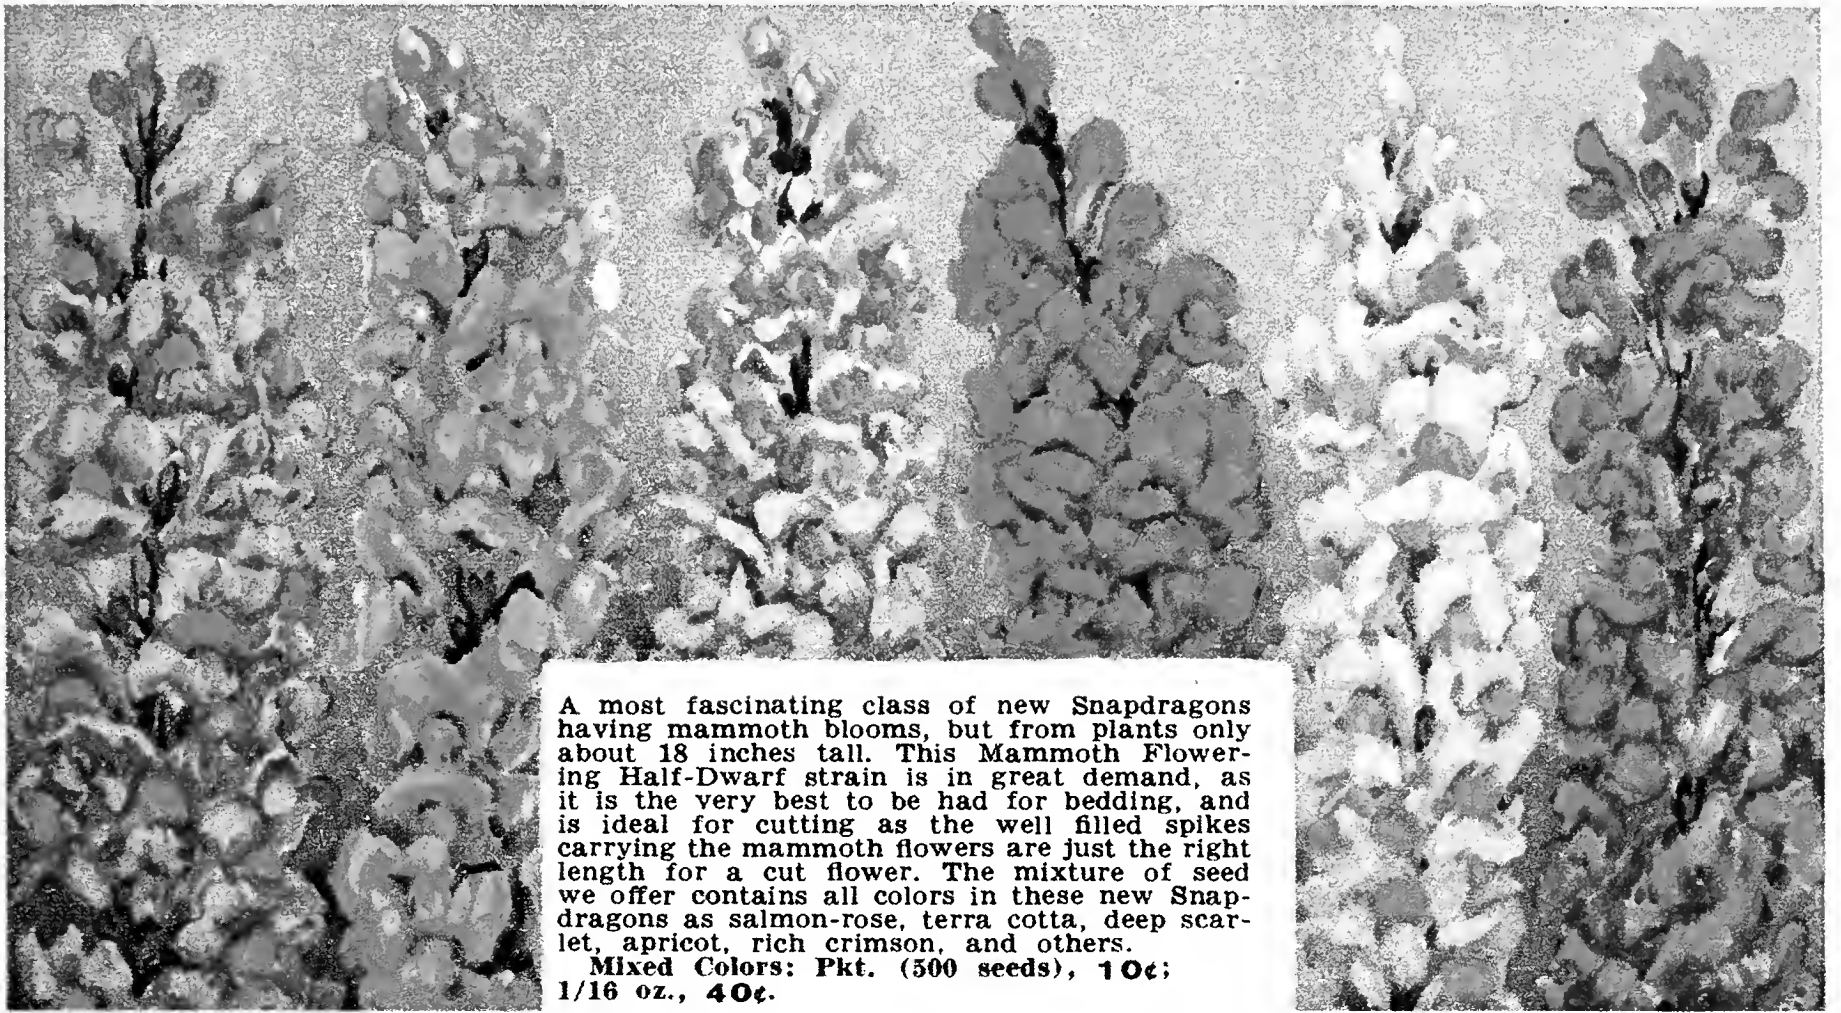 A most fascinating class of new Snapdragons
having mammoth blooms, but from plants only
about 18 inches tall. This Mammoth Flower-
ing Half-Dwarf strain is in great demand, as
it is the very best to be had for bedding, and
is ideal for cutting as the well filled spikes
carrying the mammoth flowers are just the right
length for a cut flower. The mixture of seed
we offer contains all colors in these new Snap-
dragons as salmon-rose, terra cotta, deep scar-
let, apricot, rich crimson, and others.
Mixed Colors: Pkt. (500 seeds), 10¢;
1/16 oz., 40¢.